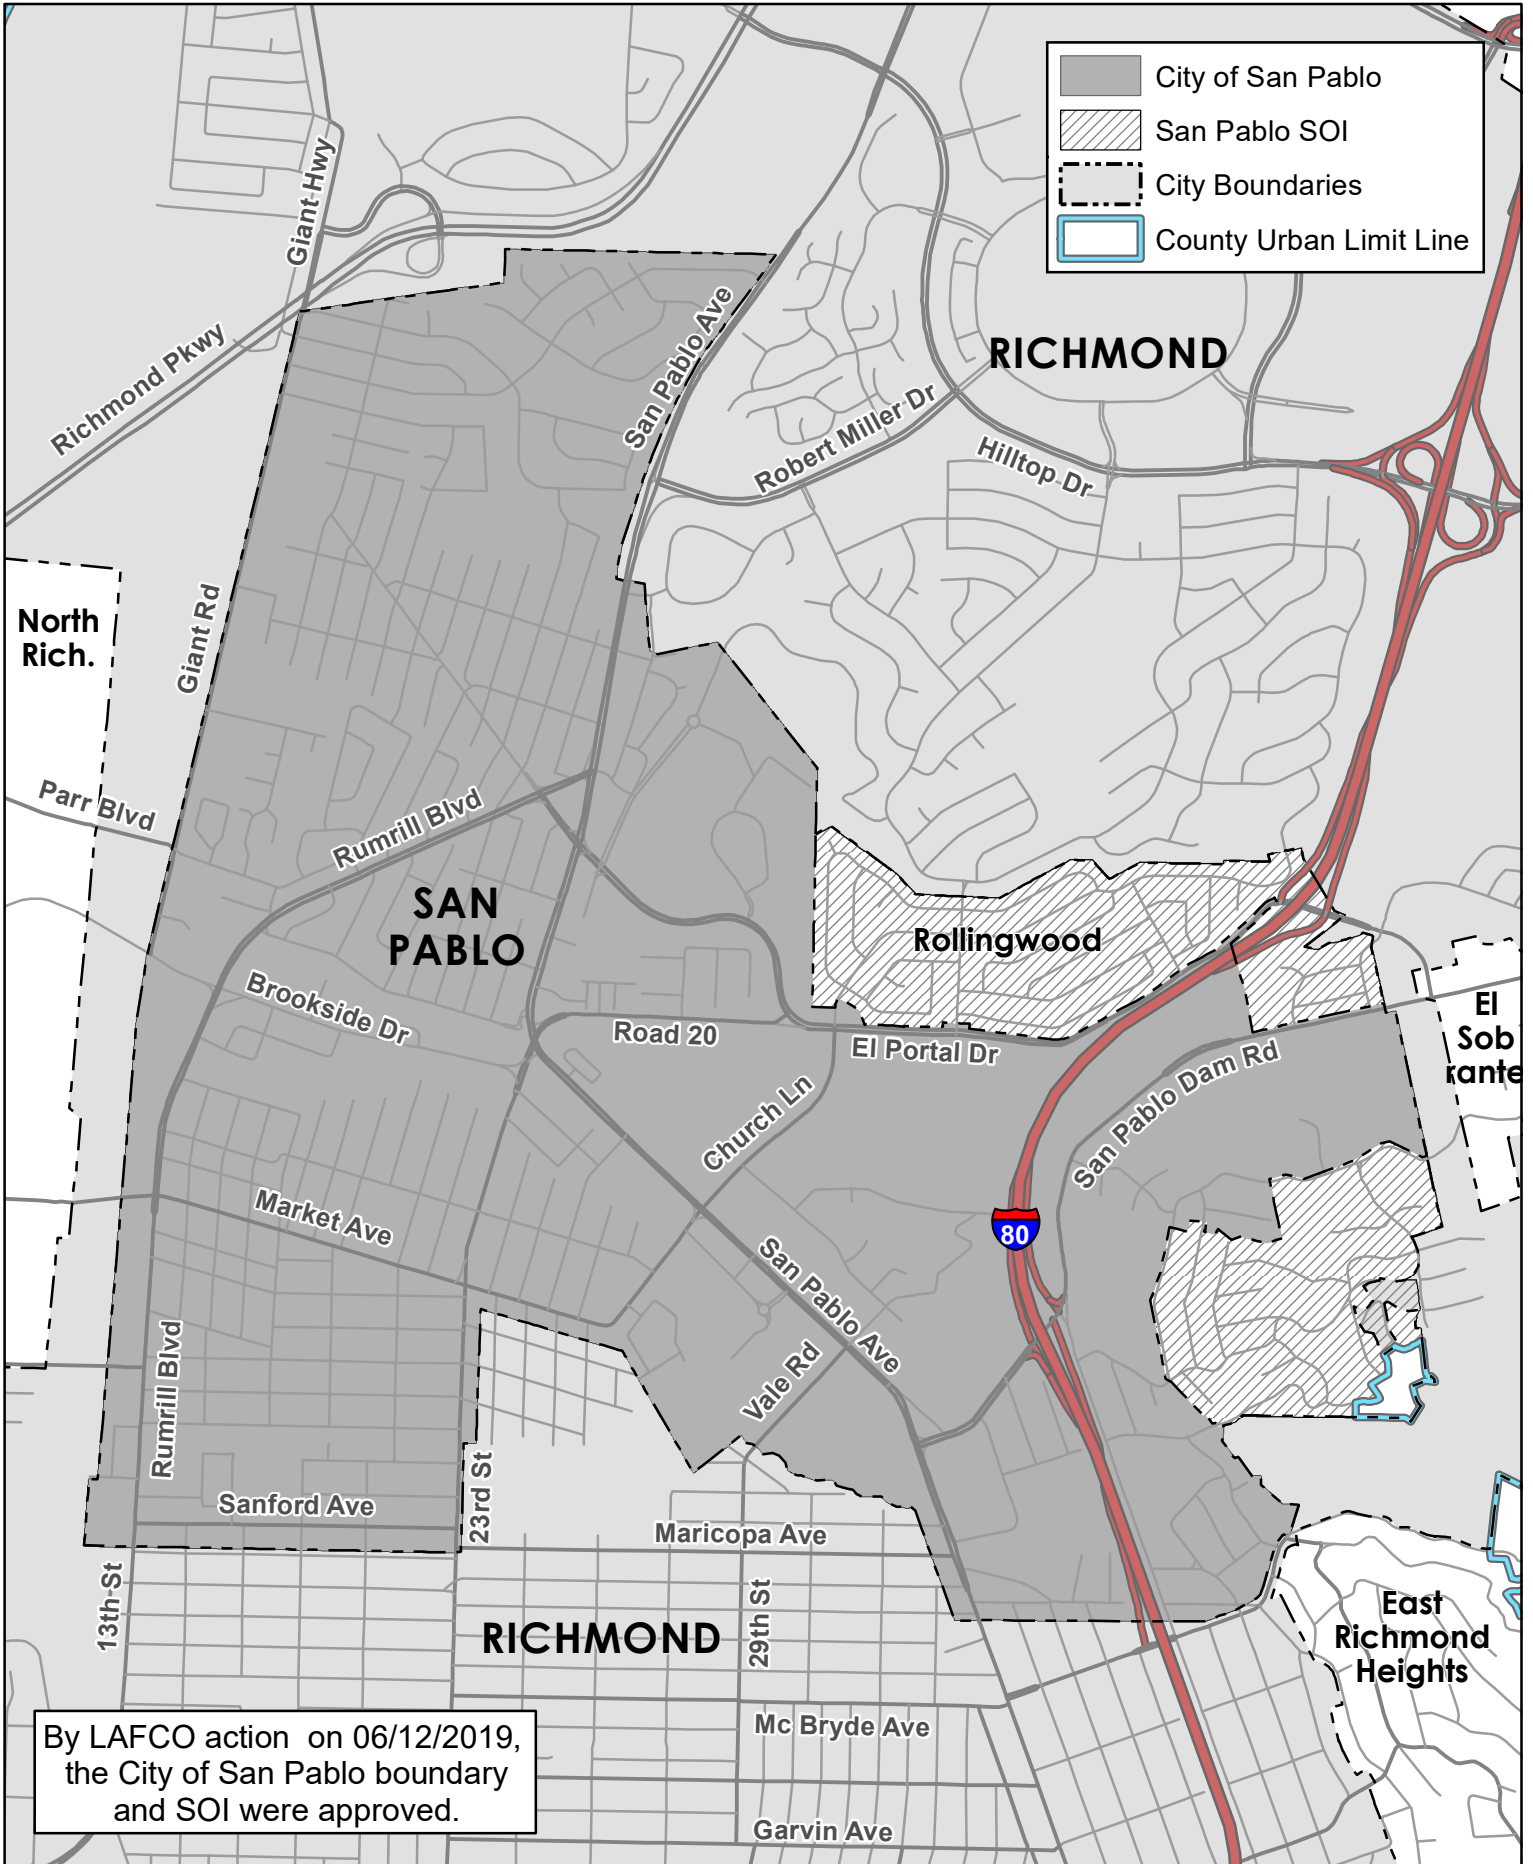 City of San Pablo
San Pablo SOI
City Boundaries
County Urban Limit Line
Giant Hwy
Richmond Pkwy
San Pablo Ave
RICHMOND
Robert Miller Dr
Hilltop Dr
North
Rich.
Giant Rd
Parr Blvd
Rumrill Blvd
SAN
PABLO
Rollingwood
Brookside Dr
Road 20
El Portal Dr
El
Sob
rante
San Pablo Dam Rd
Church Ln
Market Ave
80
San Pablo Ave
Vale Rd
Rumrill Blvd
23rd St
Sanford Ave
Maricopa Ave
13th St
29th St
RICHMOND
East
Richmond
Heights
Mc Bryde Ave
Garvin Ave
By LAFCO action on 06/12/2019,
the City of San Pablo boundary
and SOI were approved.